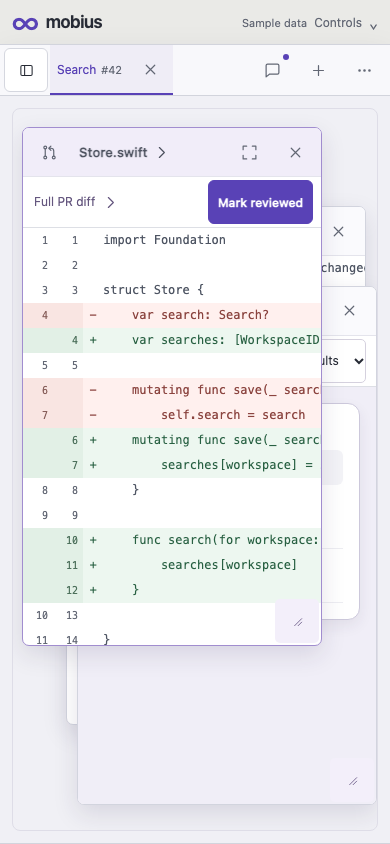 mobius
Sample data Controls
Search #42
Store.swift
Full PR diff
Mark reviewed
1 1 import Foundation
2 2
3 3 struct Store {
4 − var search: Search?
4 + var searches: [WorkspaceID
5 5
6 − mutating func save(_ searc
7 − self.search = search
6 + mutating func save(_ searc
7 + searches[workspace] =
8 8 }
9 9
10 + func search(for workspace:
11 + searches[workspace]
12 + }
10 13
11 14 }
change
ults